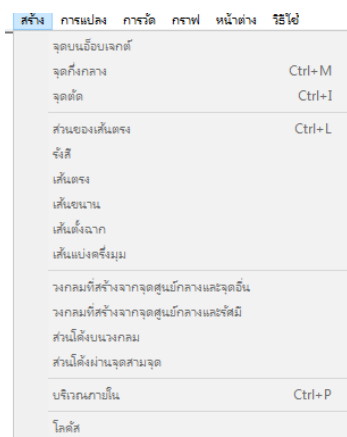 สร้าง การแปลง การวัด กราฟ หน้าต่าง วิธีใช้
จุดบนอ็อบเจกต์
จุดกึ่งกลาง Ctrl+M
จุดตัด Ctrl+I
ส่วนของเส้นตรง Ctrl+L
รังสี
เส้นตรง
เส้นขนาน
เส้นตั้งฉาก
เส้นแบ่งครึ่งมุม
วงกลมที่สร้างจากจุดศูนย์กลางและจุดอื่น
วงกลมที่สร้างจากจุดศูนย์กลางและรัศมี
ส่วนโค้งบนวงกลม
ส่วนโค้งผ่านจุดสามจุด
บริเวณภายใน Ctrl+P
โลคัส